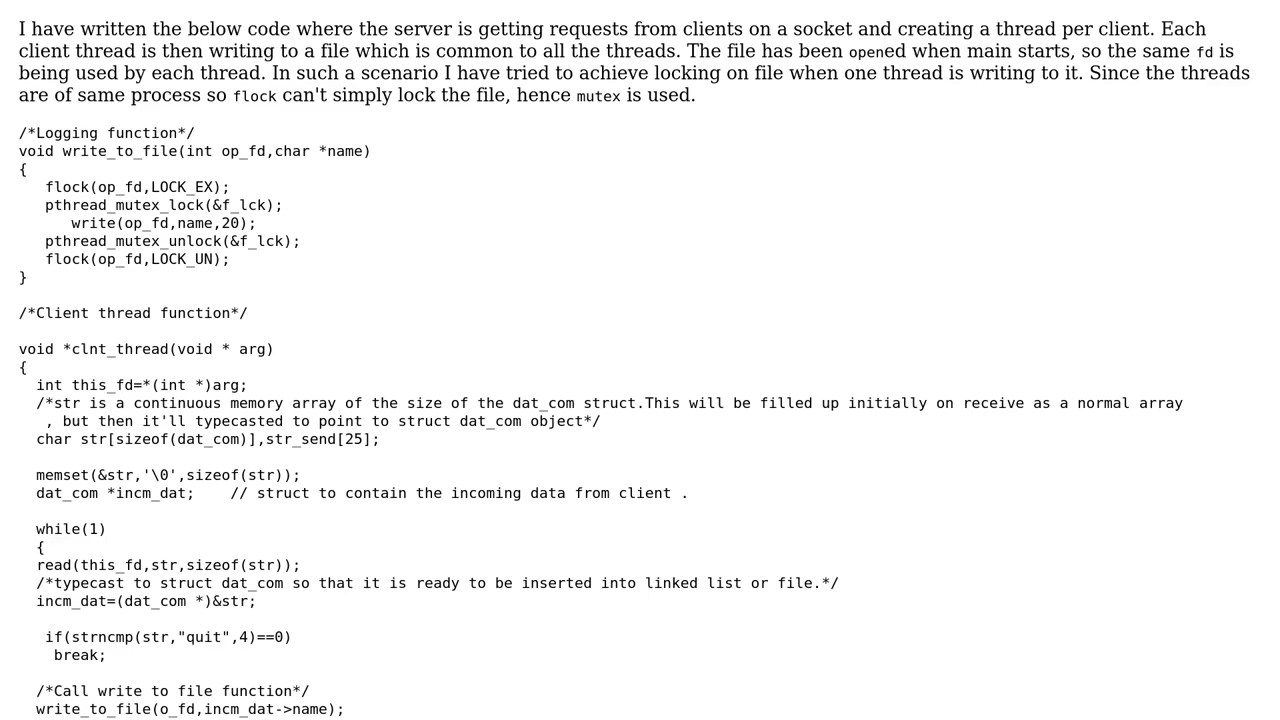 I have written the below code where the server is getting requests from clients on a socket and creating a thread per client. Each
client thread is then writing to a file which is common to all the threads. The file has been opened when main starts, so the same fd is
being used by each thread. In such a scenario I have tried to achieve locking on file when one thread is writing to it. Since the threads
are of same process so flock can't simply lock the file, hence mutex is used.
/*Logging function*/
void write_to_file(int op_fd,char *name)
{
   flock(op_fd,LOCK_EX);
   pthread_mutex_lock(&f_lck);
      write(op_fd,name,20);
   pthread_mutex_unlock(&f_lck);
   flock(op_fd,LOCK_UN);
}
/*Client thread function*/
void *clnt_thread(void * arg)
{
  int this_fd=*(int *)arg;
  /*str is a continuous memory array of the size of the dat_com struct.This will be filled up initially on receive as a normal array
   , but then it'll typecasted to point to struct dat_com object*/
  char str[sizeof(dat_com)],str_send[25];
  memset(&str,'\0',sizeof(str));
  dat_com *incm_dat;    // struct to contain the incoming data from client .
  while(1)
  {
  read(this_fd,str,sizeof(str));
  /*typecast to struct dat_com so that it is ready to be inserted into linked list or file.*/
  incm_dat=(dat_com *)&str;
   if(strncmp(str,"quit",4)==0)
    break;
  /*Call write to file function*/
  write_to_file(o_fd,incm_dat->name);